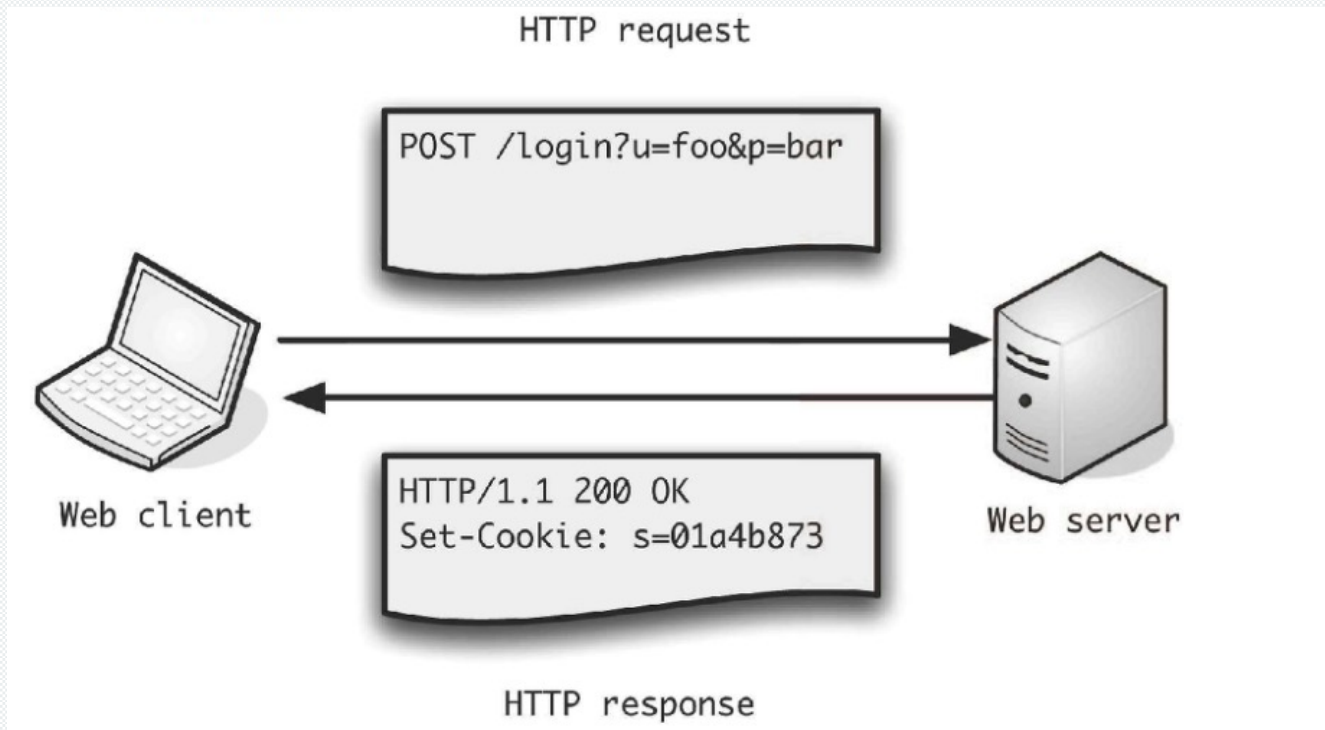 HTTP request
POST /login?u=foo&p=bar
HTTP/1.1 200 OK
Set-Cookie: s=01a4b873
Web client
Web server
HTTP response